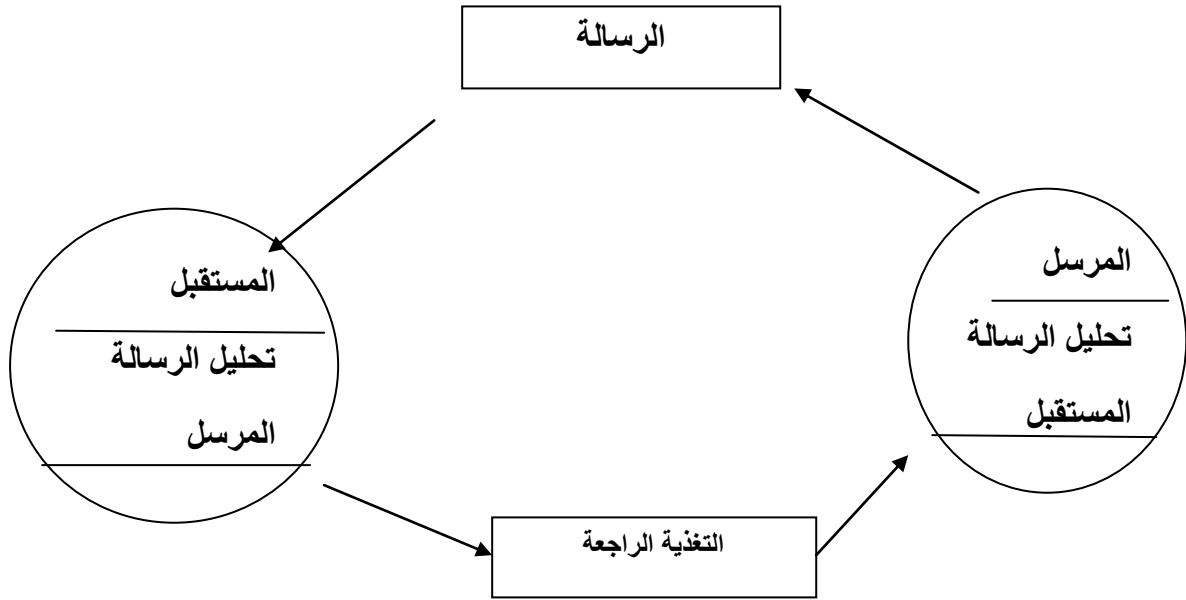 الرسالة
المرسل
تحليل الرسالة
المستقبل
المستقبل
تحليل الرسالة
المرسل
التغذية الراجعة